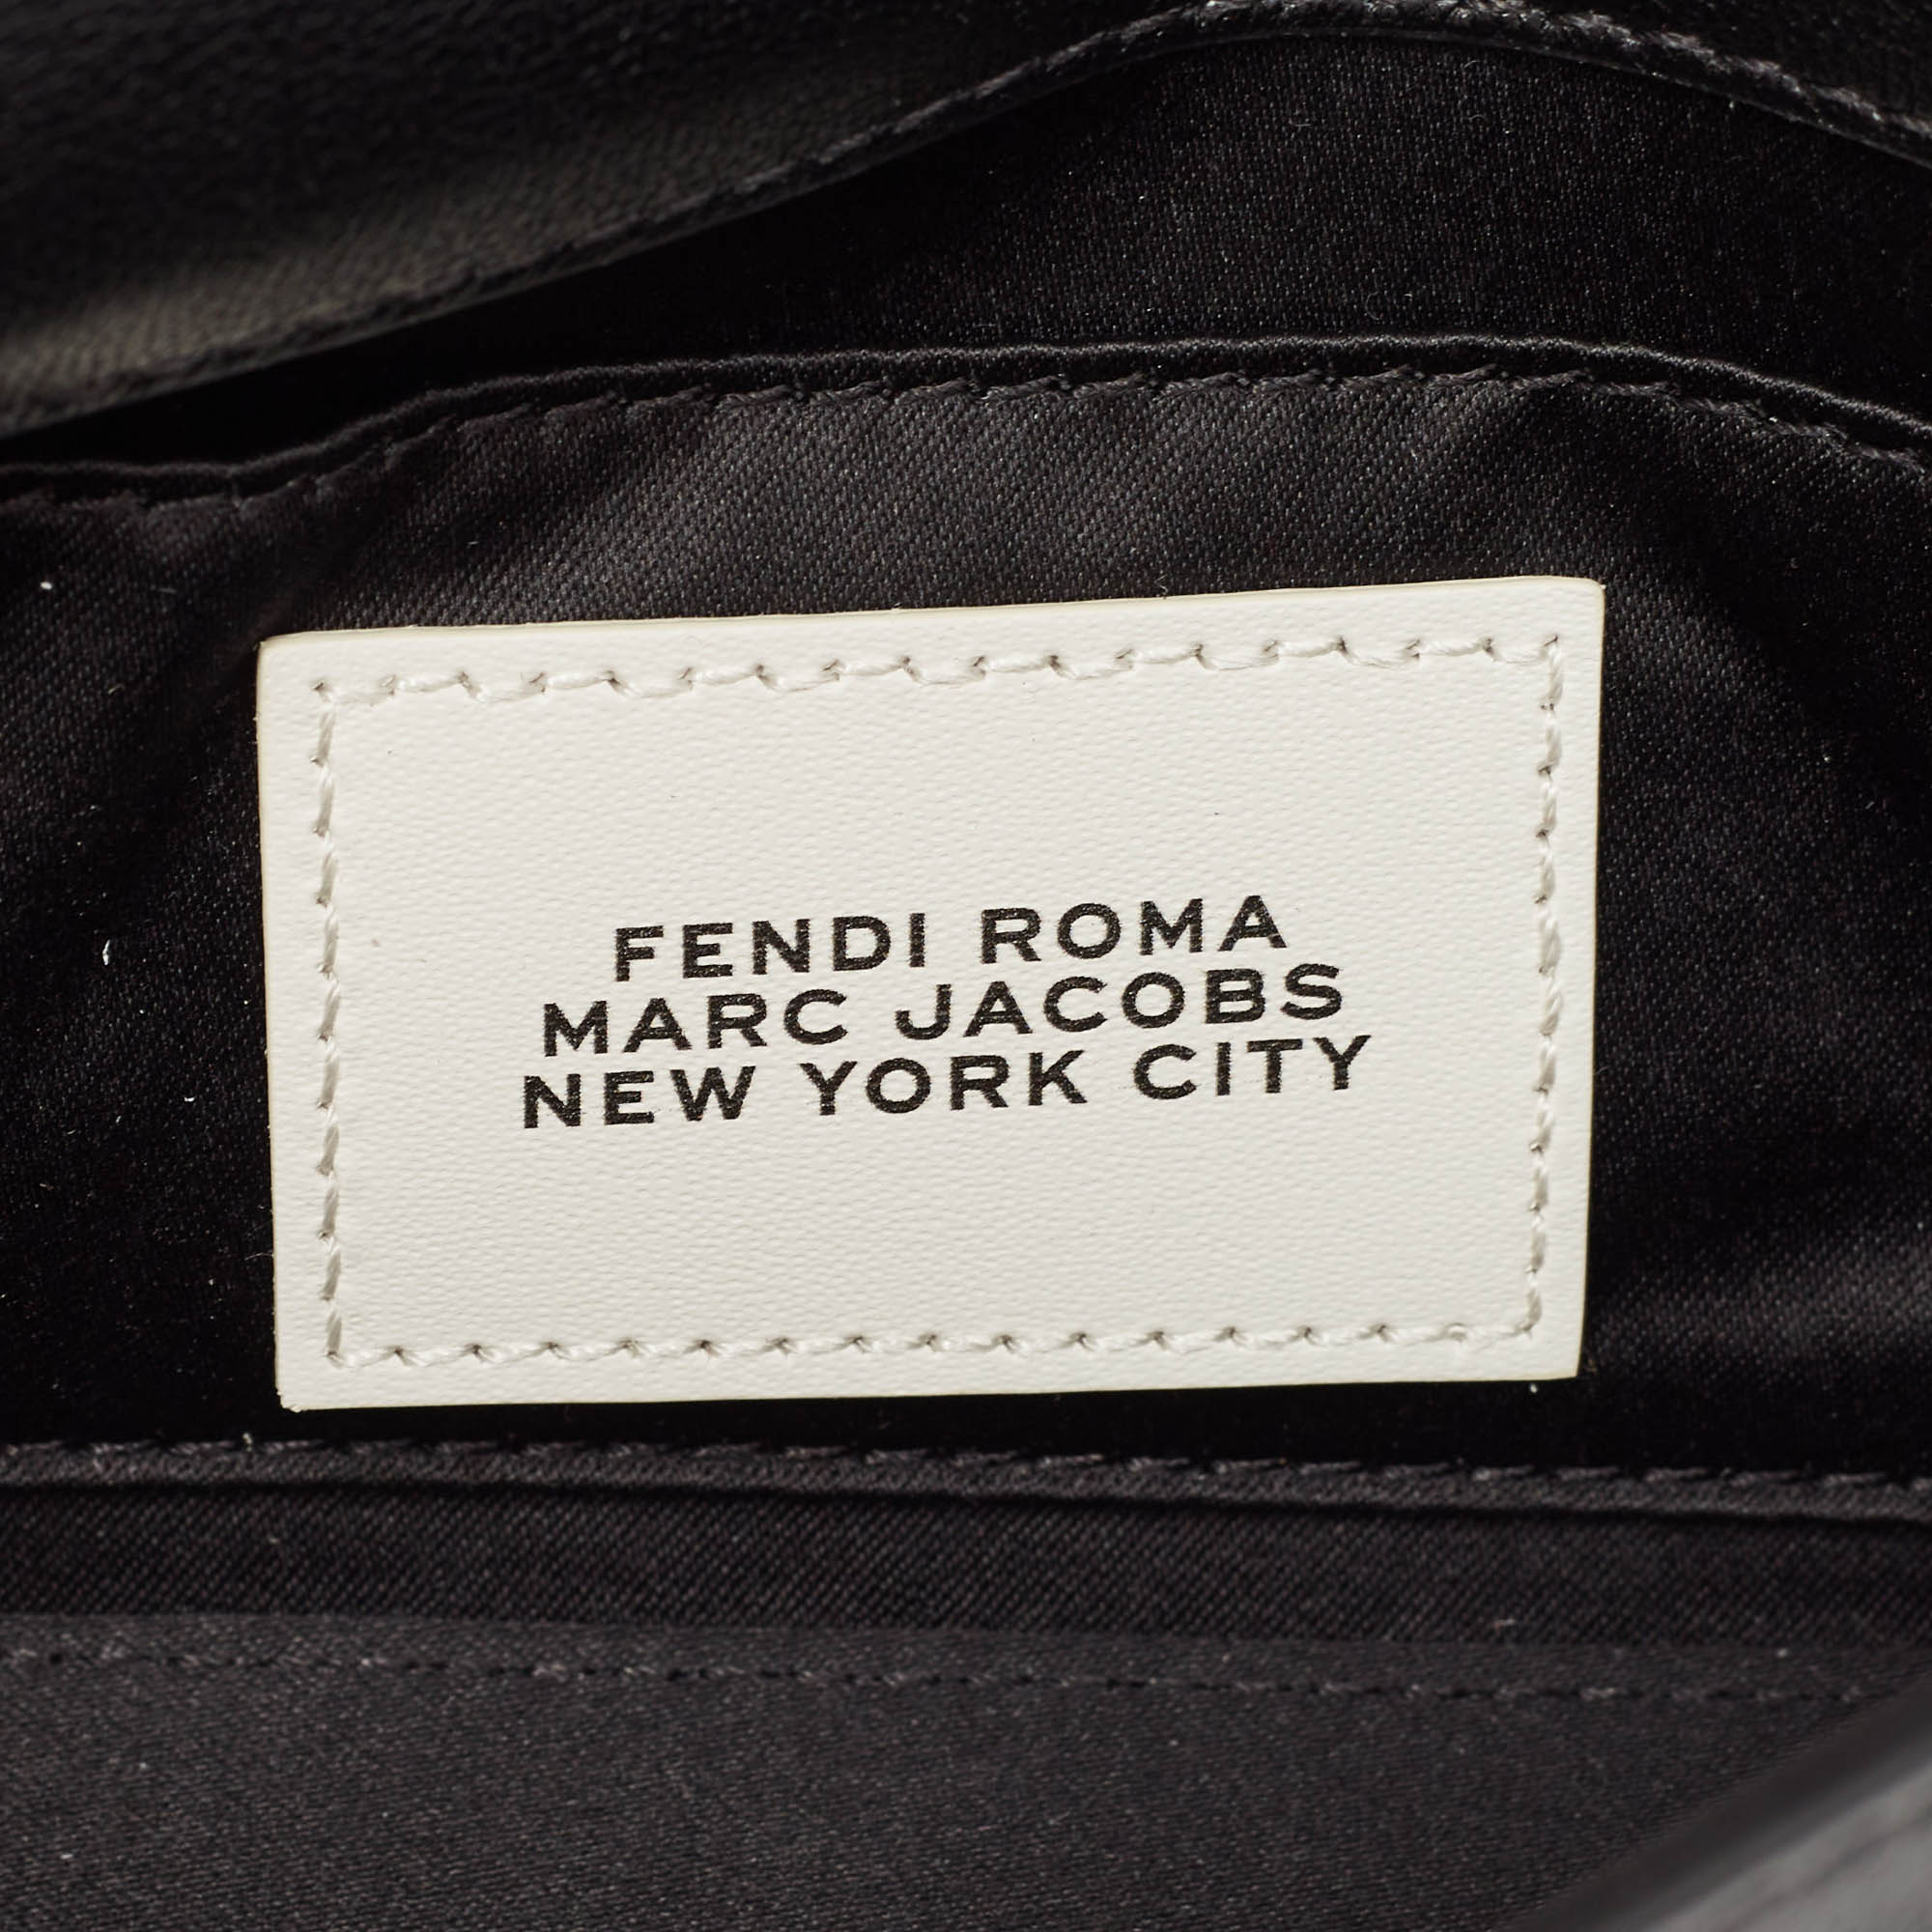 FENDI ROMA
MARC JACOBS
NEW YORK CITY